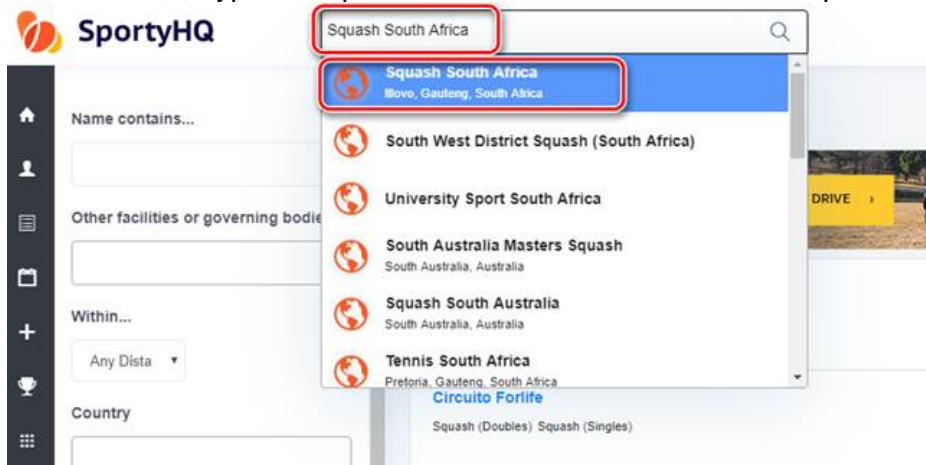 SportyHQ
Squash South Africa
Squash South Africa
Illovo, Gauteng, South Africa
Name contains...
South West District Squash (South Africa)
University Sport South Africa
DRIVE ›
Other facilities or governing bodie
South Australia Masters Squash
South Australia, Australia
Within...
Squash South Australia
South Australia, Australia
Any Dista
Tennis South Africa
Pretoria, Gauteng, South Africa
Circuito Forlife
Country
Squash (Doubles) Squash (Singles)